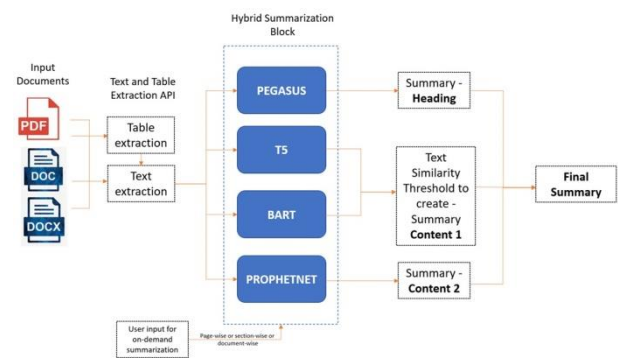 Hybrid Summarization
Block
Input
Documents
Text and Table
Extraction API
PDF
DOC
DOCX
Table
extraction
Text
extraction
PEGASUS
T5
BART
PROPHETNET
Summary -
Heading
Text
Similarity
Threshold to
create -
Summary
Content 1
Summary -
Content 2
Final
Summary
User input for
on-demand
summarization
Page-wise or section-wise or
document-wise